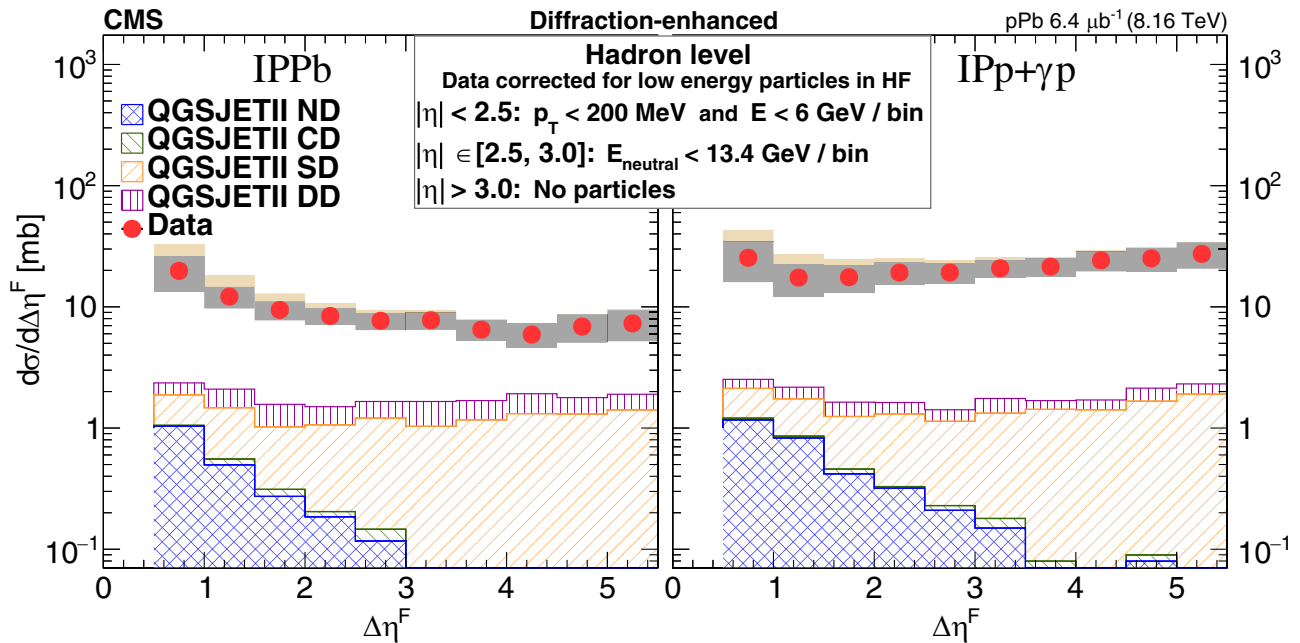 CMS Diffraction-enhanced pPb 6.4 μb⁻¹ (8.16 TeV)
IPPb
IPp+γp
Hadron level
Data corrected for low energy particles in HF
|η| < 2.5: p_T < 200 MeV and E < 6 GeV / bin
|η| ∈ [2.5, 3.0]: E_neutral < 13.4 GeV / bin
|η| > 3.0: No particles
QGSJETII ND
QGSJETII CD
QGSJETII SD
QGSJETII DD
Data
dσ/dΔη^F [mb]
10³
10²
10
1
10⁻¹
10³
10²
10
1
10⁻¹
0 1 2 3 4 5
0 1 2 3 4 5
Δη^F
Δη^F